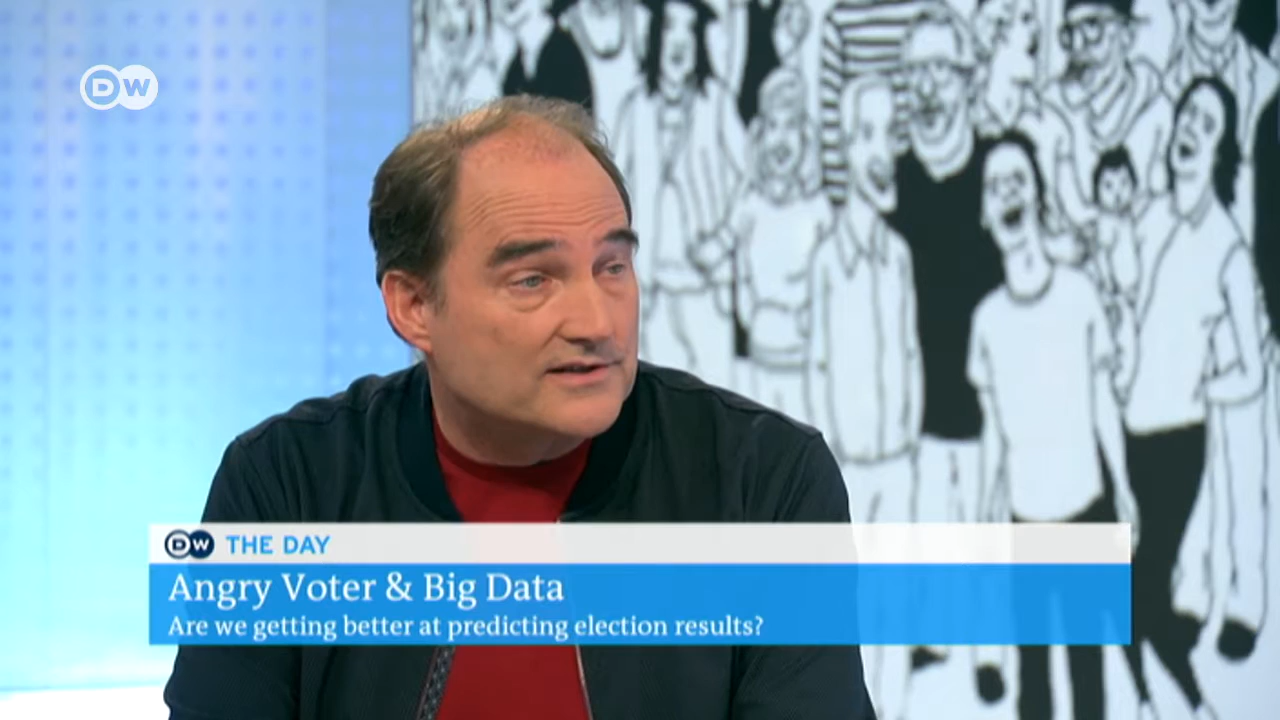 DW
DW THE DAY
Angry Voter & Big Data
Are we getting better at predicting election results?